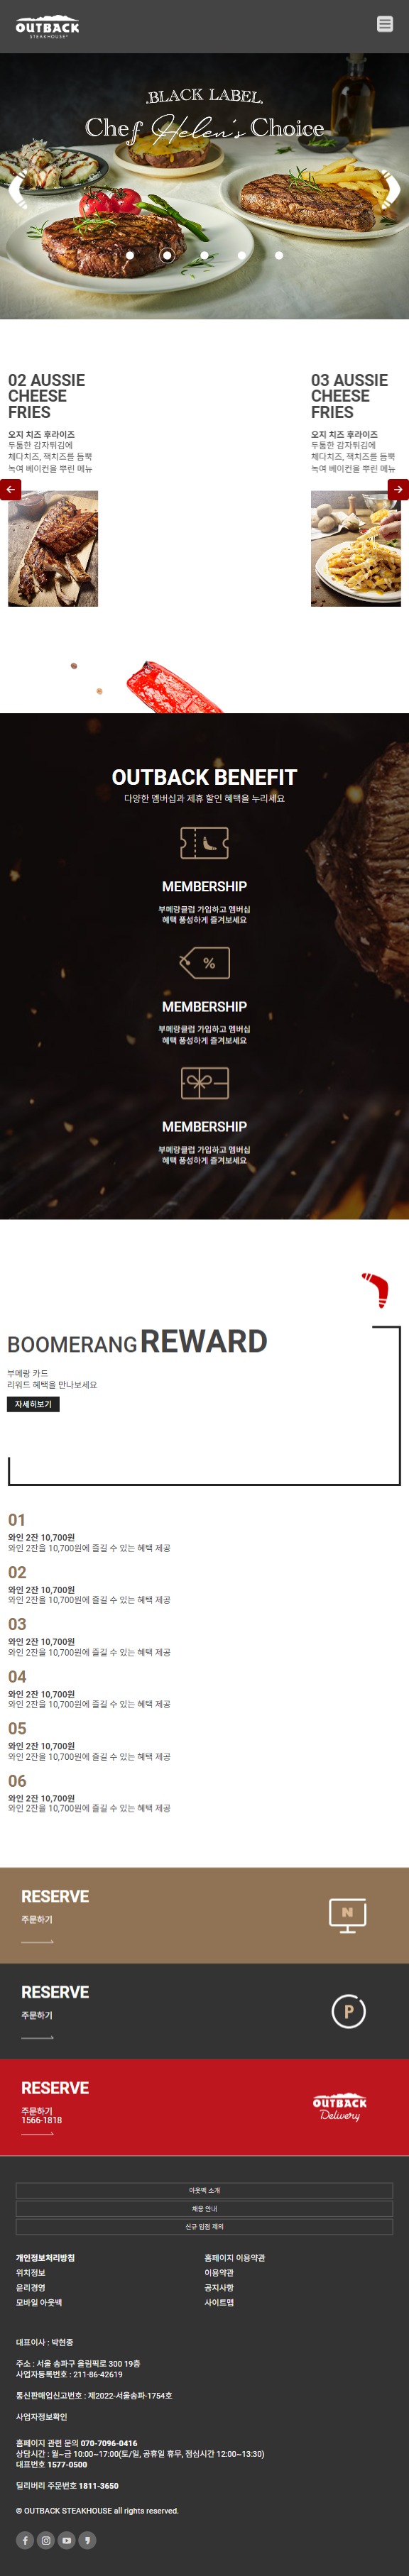 OUTBACK
STEAKHOUSE®
BLACK LABEL
Chef Helen's Choice
02 AUSSIE
CHEESE
FRIES
오지 치즈 후라이즈
두툼한 감자튀김에
체다치즈, 잭치즈를 듬뿍
녹여 베이컨을 뿌린 메뉴
03 AUSSIE
CHEESE
FRIES
오지 치즈 후라이즈
두툼한 감자튀김에
체다치즈, 잭치즈를 듬뿍
녹여 베이컨을 뿌린 메뉴
OUTBACK BENEFIT
다양한 멤버십과 제휴 할인 혜택을 누리세요
%
MEMBERSHIP
부메랑클럽 가입하고 멤버십
혜택 풍성하게 즐겨보세요
MEMBERSHIP
부메랑클럽 가입하고 멤버십
혜택 풍성하게 즐겨보세요
MEMBERSHIP
부메랑클럽 가입하고 멤버십
혜택 풍성하게 즐겨보세요
BOOMERANG REWARD
부메랑 카드
리워드 혜택을 만나보세요
자세히보기
01
와인 2잔 10,700원
와인 2잔을 10,700원에 즐길 수 있는 혜택 제공
02
와인 2잔 10,700원
와인 2잔을 10,700원에 즐길 수 있는 혜택 제공
03
와인 2잔 10,700원
와인 2잔을 10,700원에 즐길 수 있는 혜택 제공
04
와인 2잔 10,700원
와인 2잔을 10,700원에 즐길 수 있는 혜택 제공
05
와인 2잔 10,700원
와인 2잔을 10,700원에 즐길 수 있는 혜택 제공
06
와인 2잔 10,700원
와인 2잔을 10,700원에 즐길 수 있는 혜택 제공
RESERVE
주문하기
N
RESERVE
주문하기
P
RESERVE
주문하기
1566-1818
OUTBACK
Delivery
아웃백 소개
채용 안내
신규 입점 제의
개인정보처리방침
홈페이지 이용약관
위치정보
이용약관
윤리경영
공지사항
모바일 아웃백
사이트맵
대표이사 : 박현종
주소 : 서울 송파구 올림픽로 300 19층
사업자등록번호 : 211-86-42619
통신판매업신고번호 : 제2022-서울송파-1754호
사업자정보확인
홈페이지 관련 문의 070-7096-0416
상담시간 : 월~금 10:00~17:00(토/일, 공휴일 휴무, 점심시간 12:00~13:30)
대표번호 1577-0500
딜리버리 주문번호 1811-3650
© OUTBACK STEAKHOUSE all rights reserved.